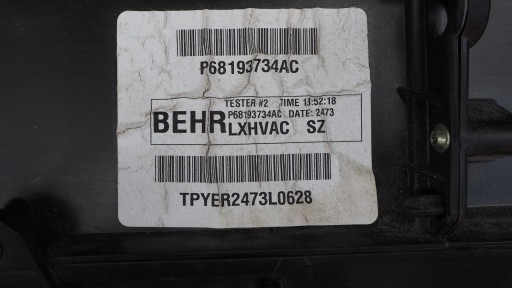 P68193734AC
TESTER #2 TIME 13:52:18
P68193734AC DATE: 2473
BEHR LXHVAC SZ
TPYER2473L0628